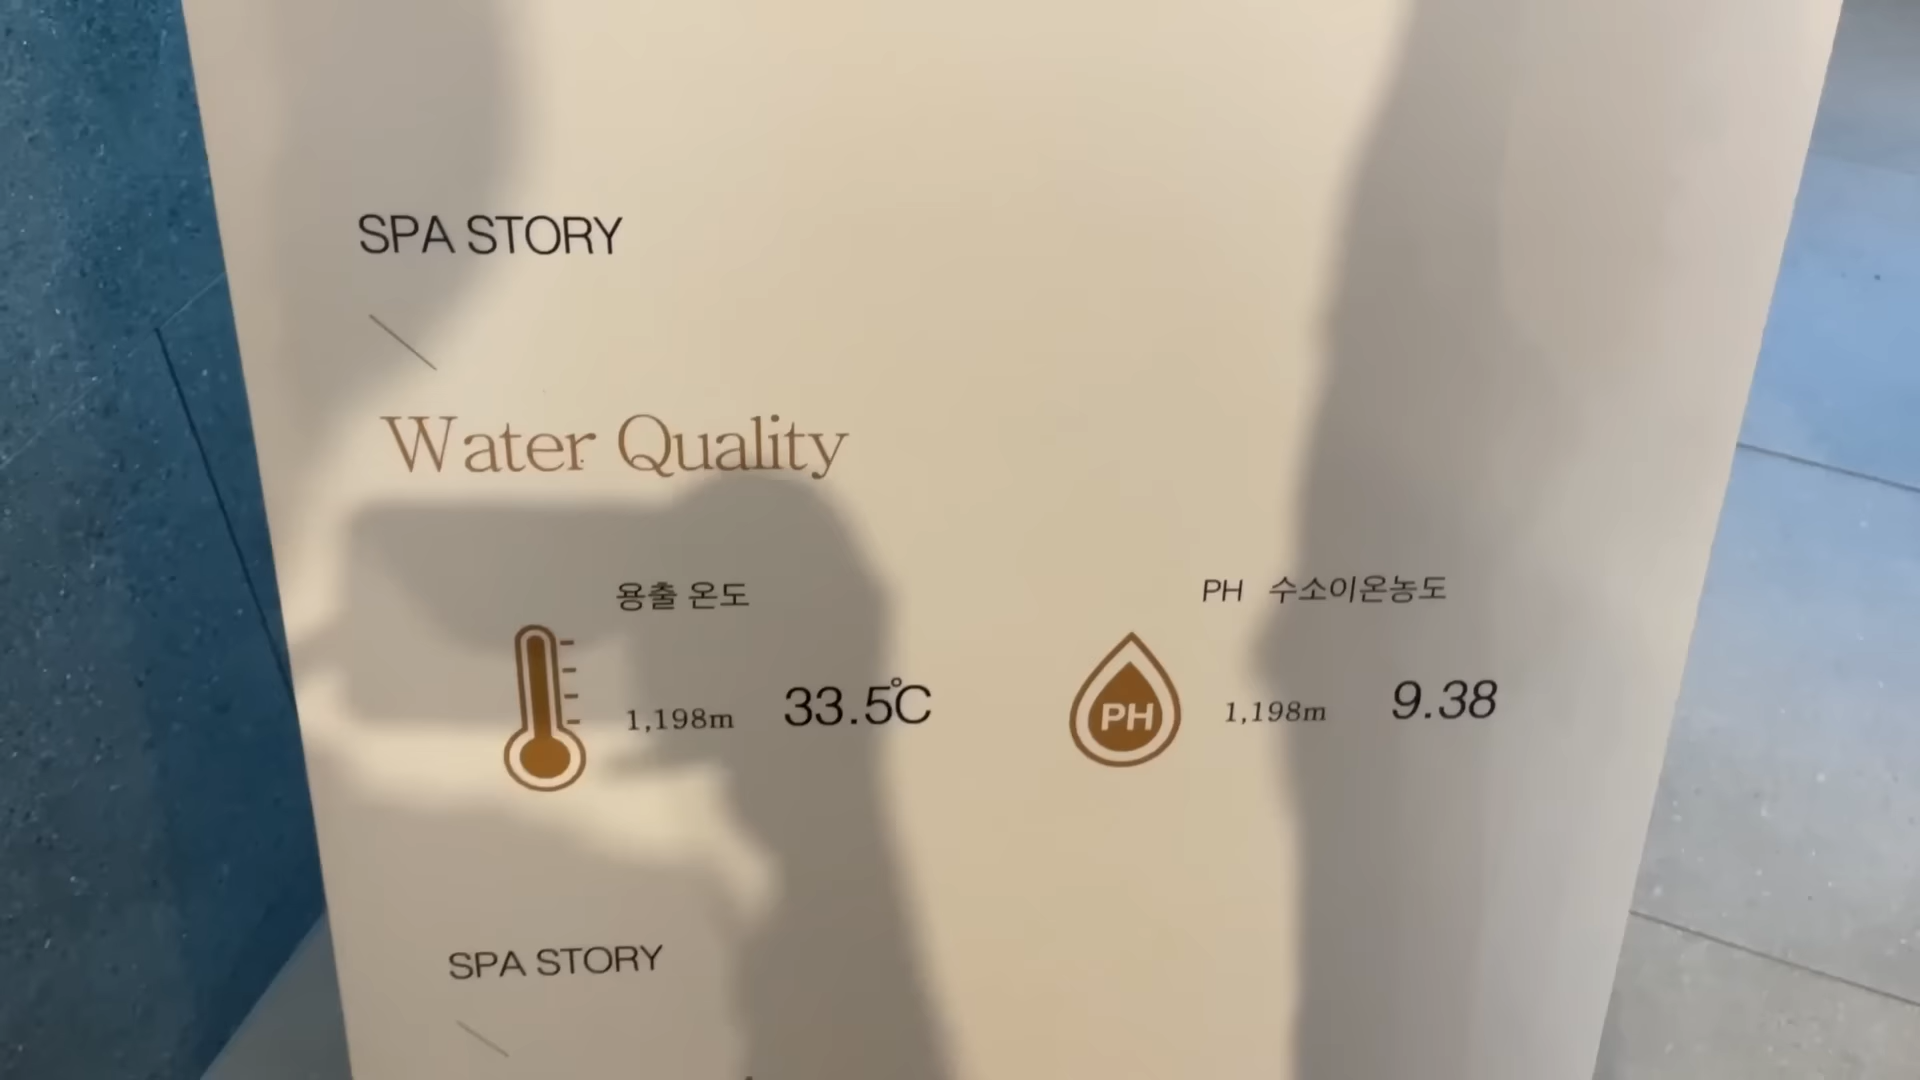 SPA STORY
Water Quality
용출 온도
1,198m 33.5℃
PH 수소이온농도
PH 1,198m 9.38
SPA STORY